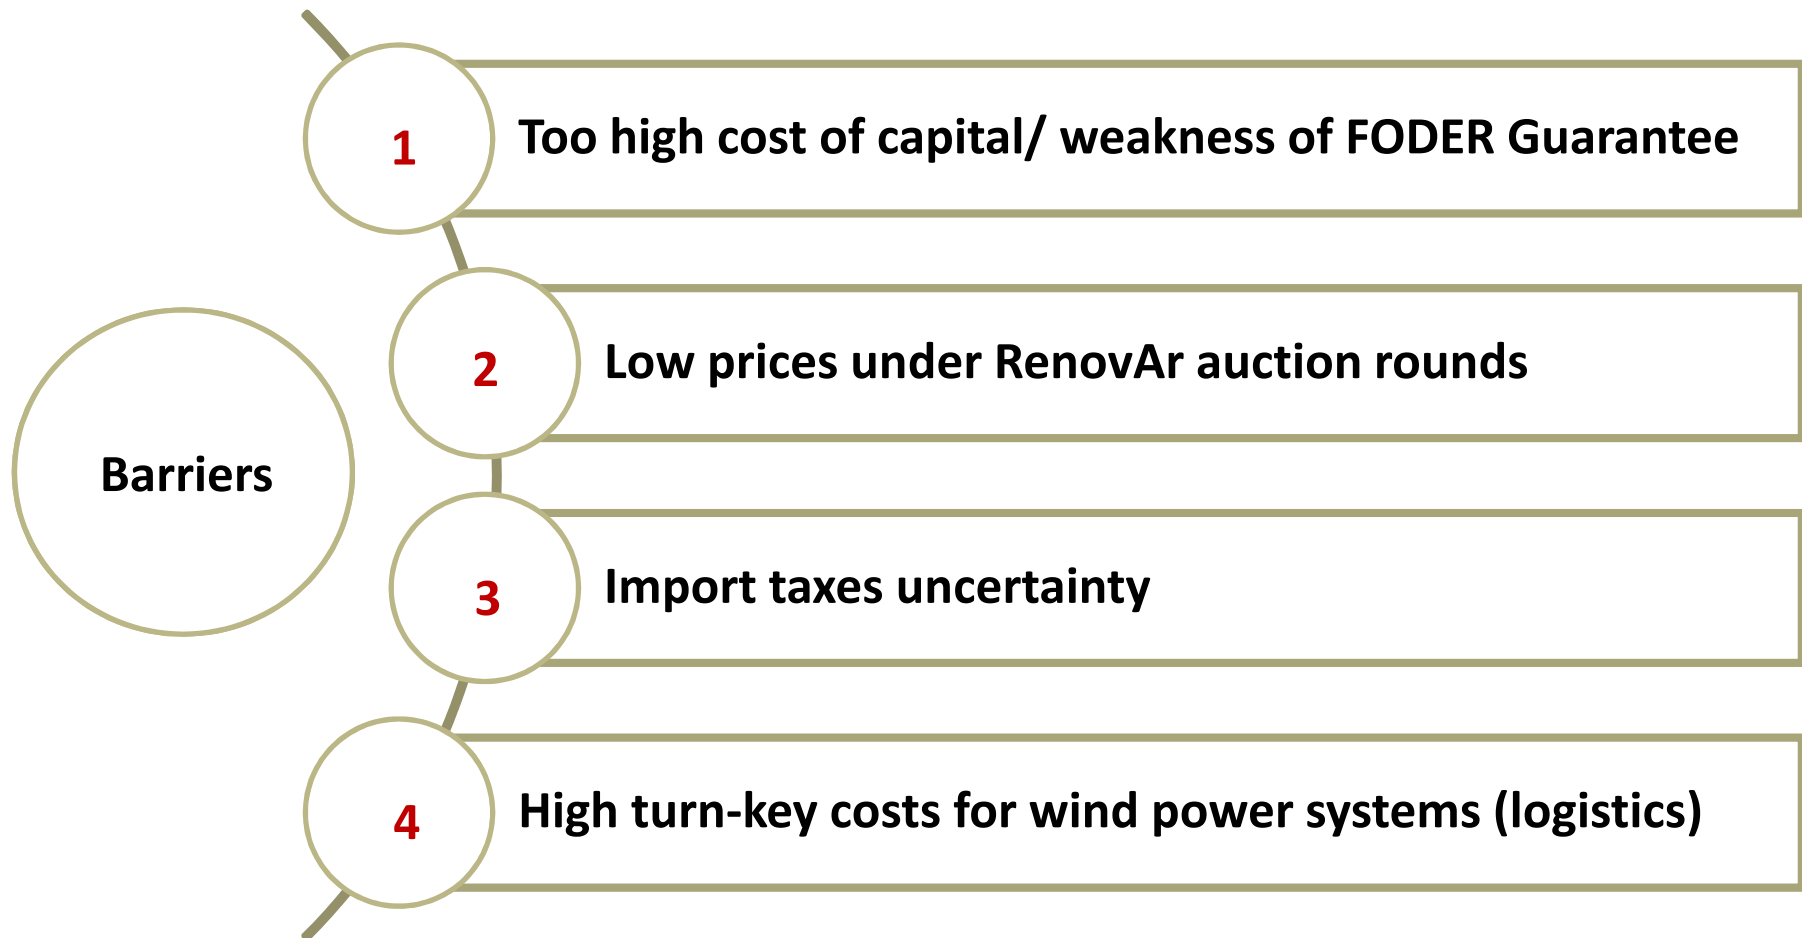 Barriers
1
Too high cost of capital/ weakness of FODER Guarantee
2
Low prices under RenovAr auction rounds
3
Import taxes uncertainty
4
High turn-key costs for wind power systems (logistics)